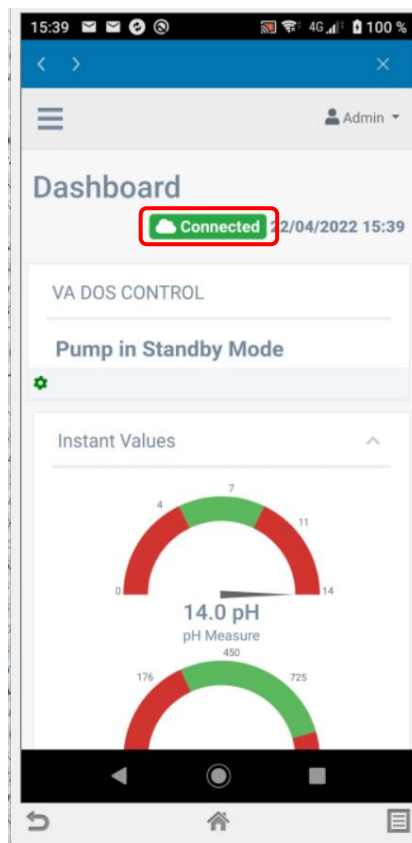 15:39 4G 100 %
Admin
Dashboard
Connected 22/04/2022 15:39
VA DOS CONTROL
Pump in Standby Mode
Instant Values
7
4 11
0 14
14.0 pH
pH Measure
450
176 725